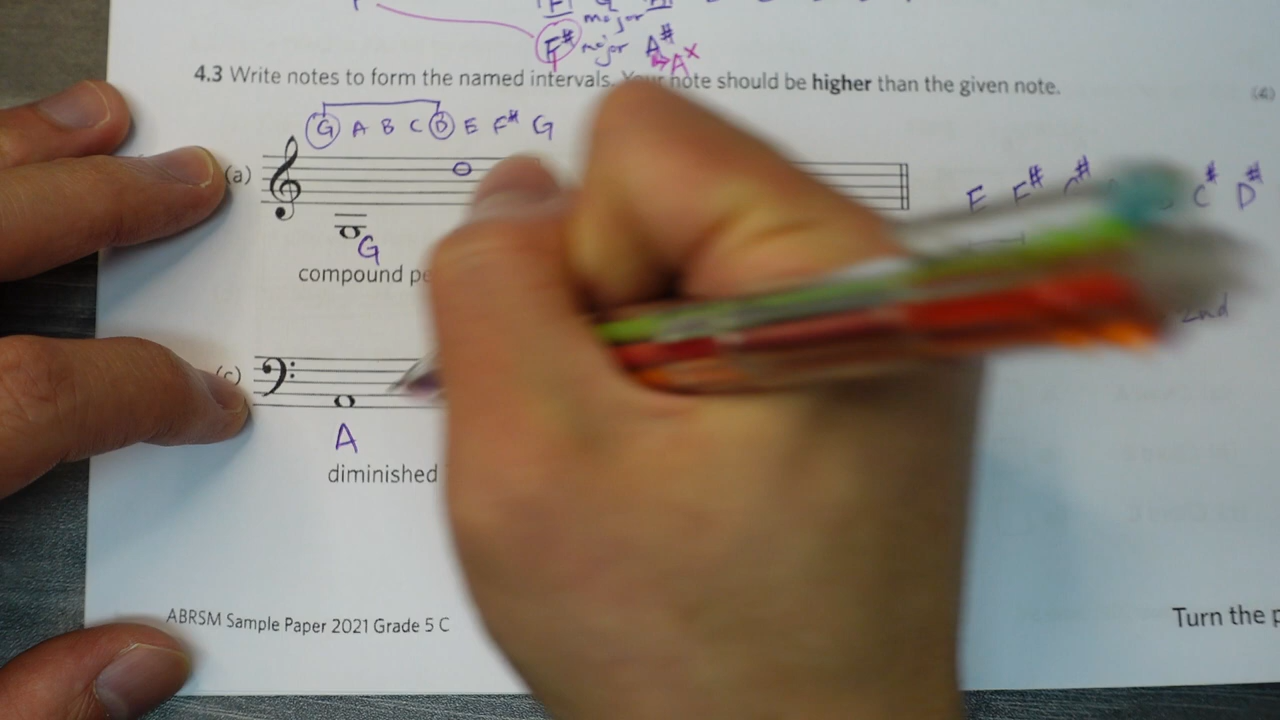 major
F# major A#
Ax
4.3 Write notes to form the named intervals. Your note should be higher than the given note.
(4)
G A B C D E F# G
(a)
E F# C# D#
G
compound pe
2nd
(c)
A
diminished
ABRSM Sample Paper 2021 Grade 5 C
Turn the p